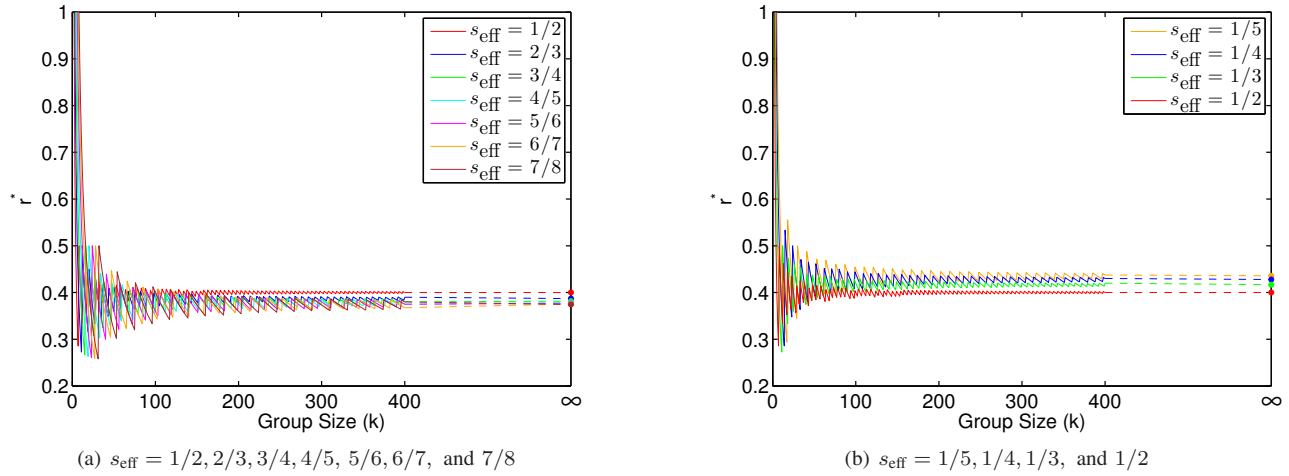 1
0.9
0.8
0.7
0.6
0.5
0.4
0.3
0.2
r*
0
100
200
300
400
∞
Group Size (k)
s_eff = 1/2
s_eff = 2/3
s_eff = 3/4
s_eff = 4/5
s_eff = 5/6
s_eff = 6/7
s_eff = 7/8
(a) s_eff = 1/2, 2/3, 3/4, 4/5, 5/6, 6/7, and 7/8
1
0.9
0.8
0.7
0.6
0.5
0.4
0.3
0.2
r*
0
100
200
300
400
∞
Group Size (k)
s_eff = 1/5
s_eff = 1/4
s_eff = 1/3
s_eff = 1/2
(b) s_eff = 1/5, 1/4, 1/3, and 1/2